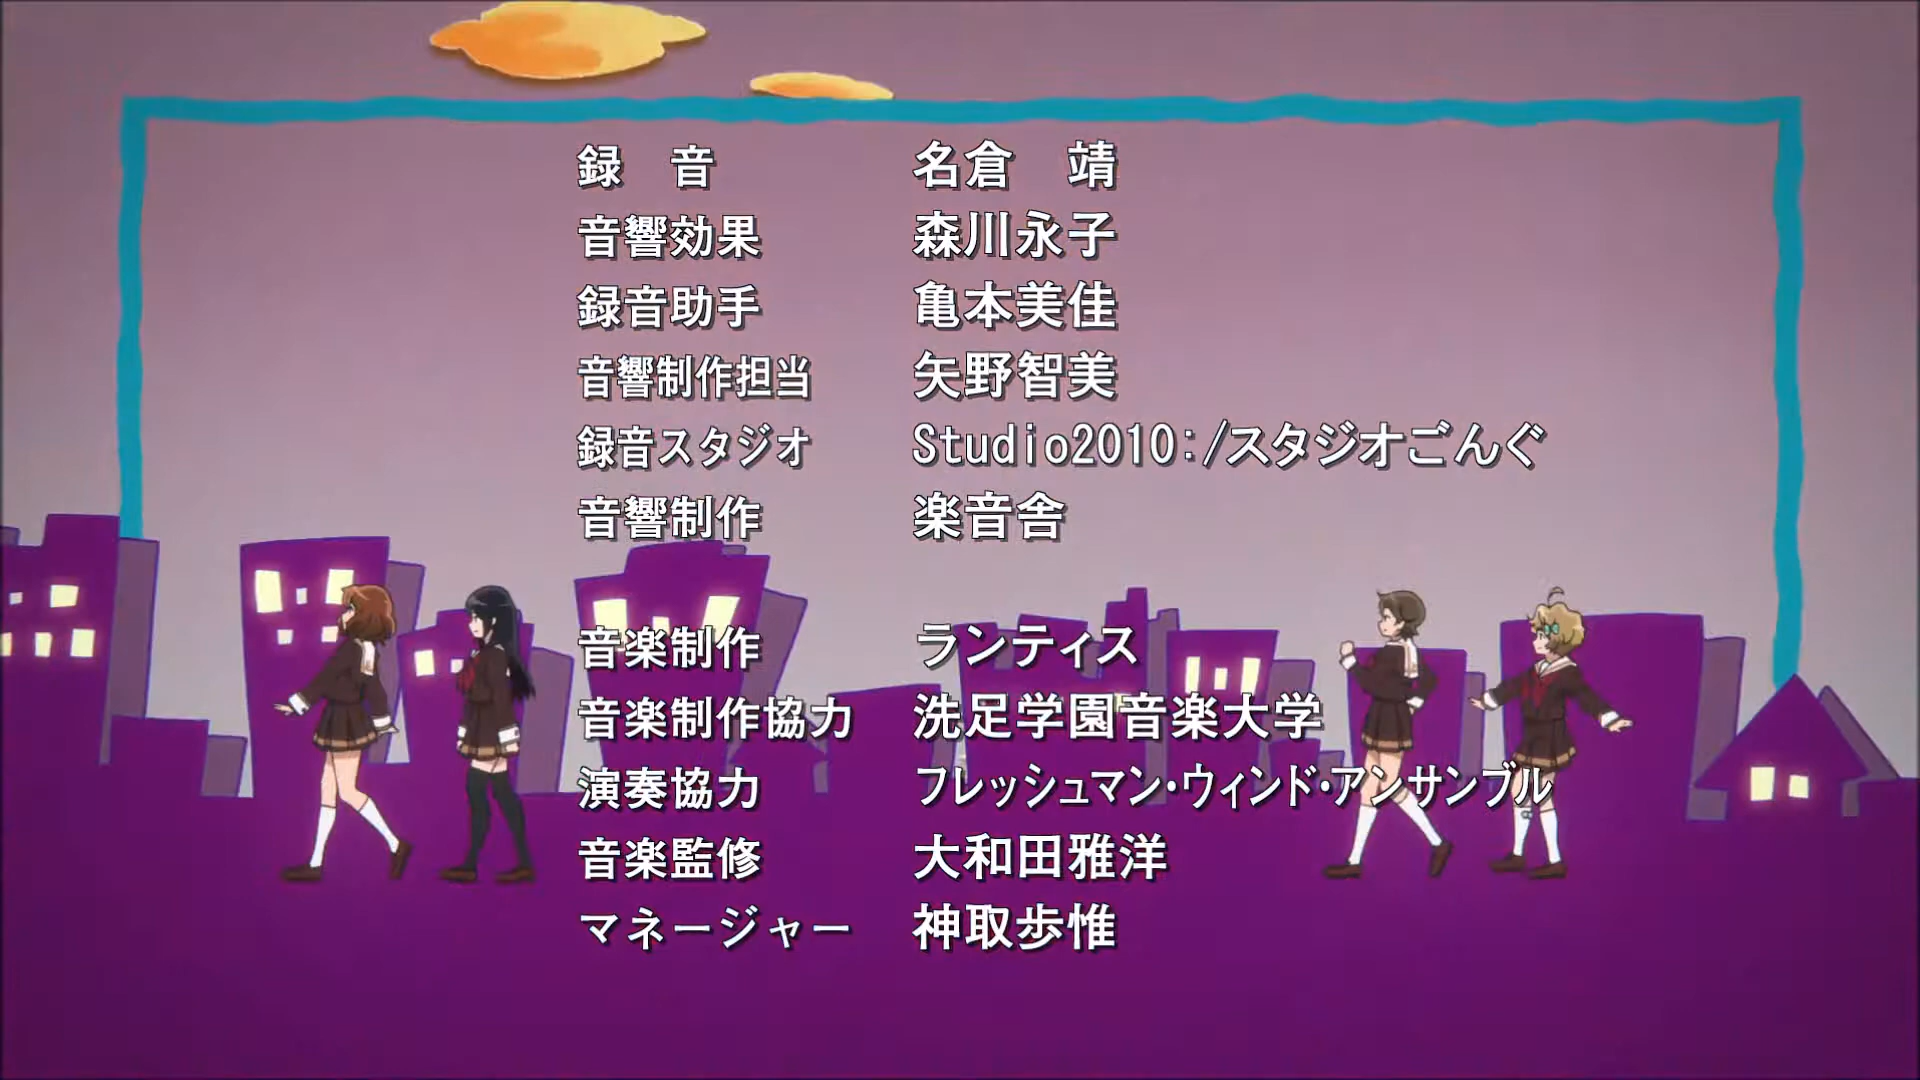 録　音　名倉　靖
音響効果　森川永子
録音助手　亀本美佳
音響制作担当　矢野智美
録音スタジオ　Studio2010:/スタジオごんぐ
音響制作　楽音舎
音楽制作　ランティス
音楽制作協力　洗足学園音楽大学
演奏協力　フレッシュマン・ウィンド・アンサンブル
音楽監修　大和田雅洋
マネージャー　神取歩惟